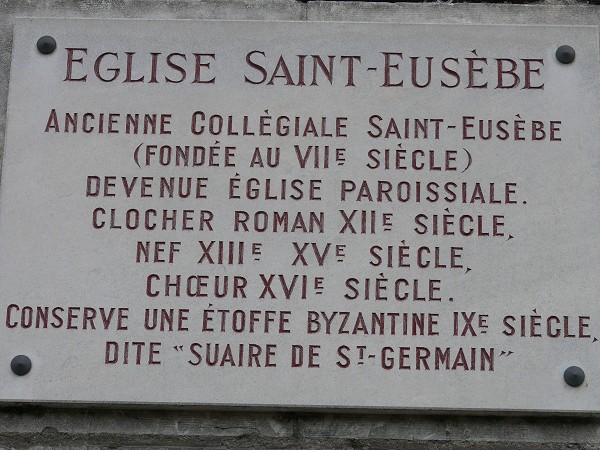 EGLISE SAINT-EUSÈBE
ANCIENNE COLLÈGIALE SAINT-EUSÈBE
(FONDÉE AU VIIE SIÈCLE)
DEVENUE ÉGLISE PAROISSIALE.
CLOCHER ROMAN XIIE SIÈCLE,
NEF XIIIE XVE SIÈCLE,
CHŒUR XVIE SIÈCLE.
CONSERVE UNE ÉTOFFE BYZANTINE IXE SIÈCLE,
DITE "SUAIRE DE ST-GERMAIN"